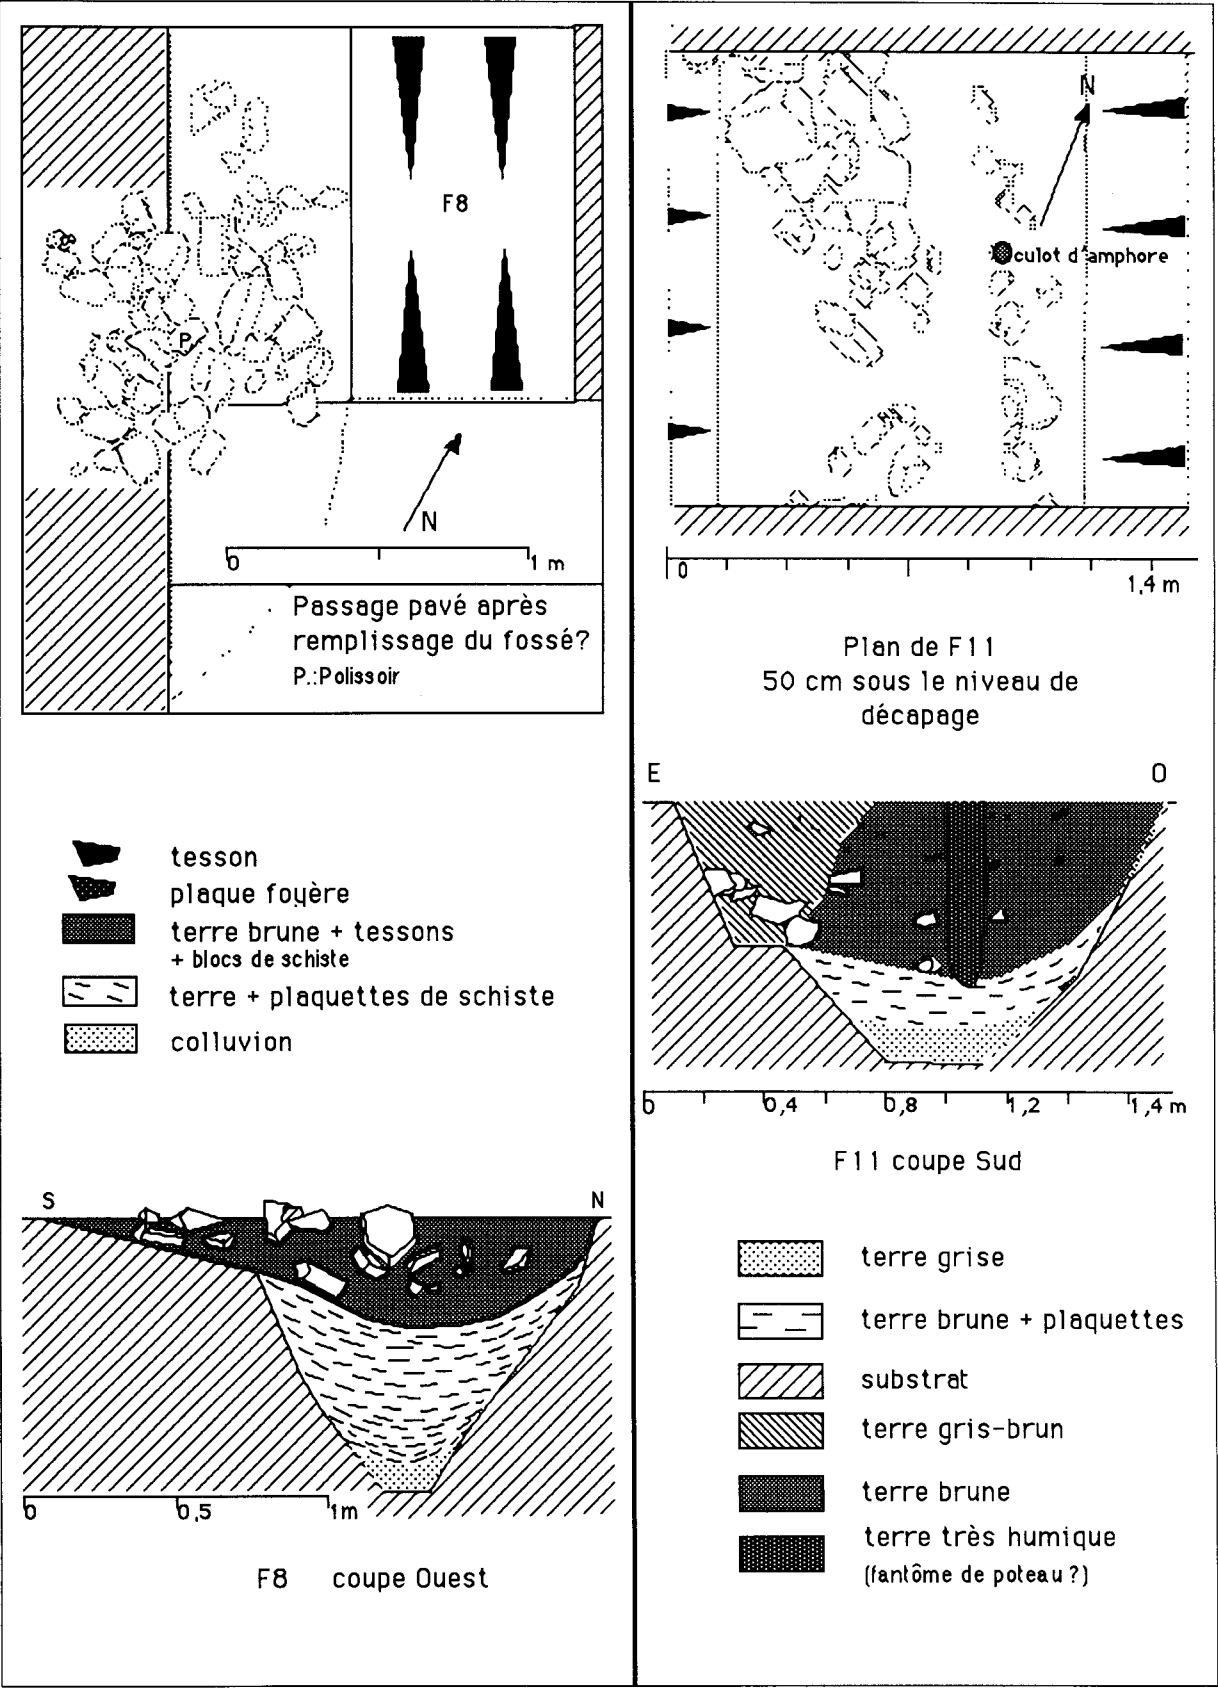 F8
P.
N
0 1 m
Passage pavé après
remplissage du fossé?
P.:Polissoir
tesson
plaque foyère
terre brune + tessons
+ blocs de schiste
terre + plaquettes de schiste
colluvion
S N
0 0,5 1m
F8 coupe Ouest
N
culot d'amphore
0 1,4 m
Plan de F11
50 cm sous le niveau de
décapage
E O
0 0,4 0,8 1,2 1,4 m
F11 coupe Sud
terre grise
terre brune + plaquettes
substrat
terre gris-brun
terre brune
terre très humique
(fantôme de poteau ?)